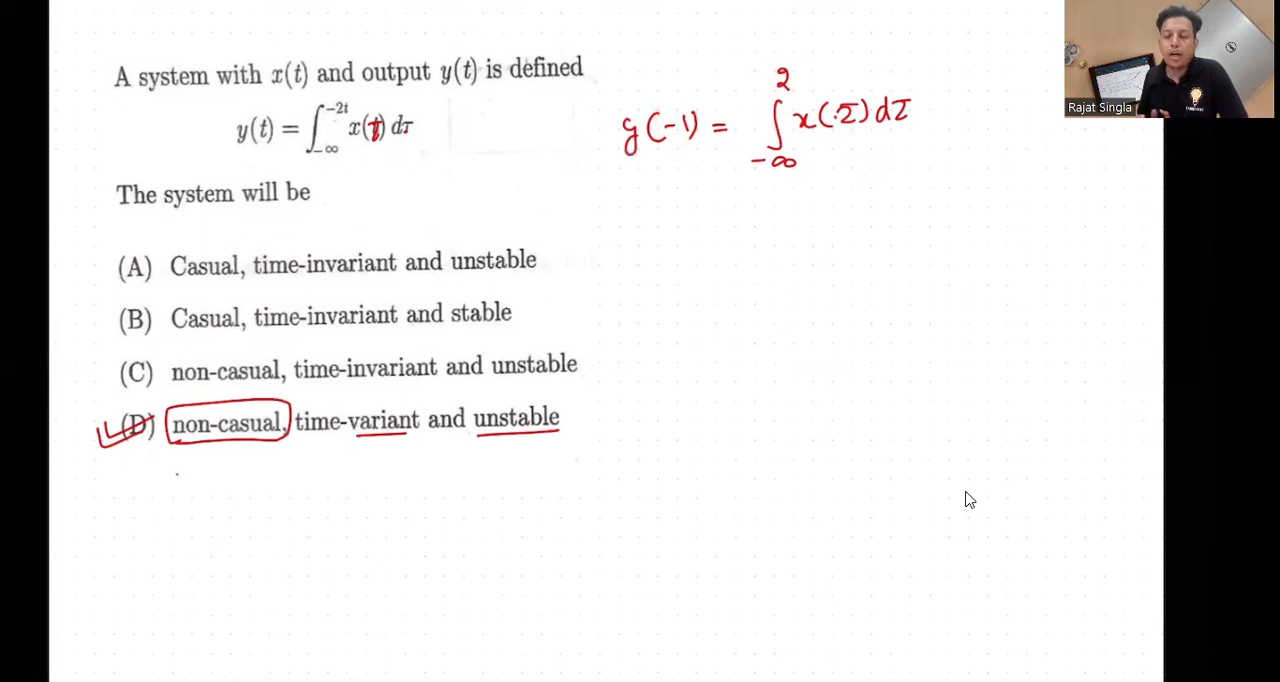 A system with x(t) and output y(t) is defined
y(t) = ∫_{-∞}^{-2t} x(τ) dτ
y(-1) = ∫_{-∞}^{2} x(τ) dτ
The system will be
(A) Casual, time-invariant and unstable
(B) Casual, time-invariant and stable
(C) non-casual, time-invariant and unstable
(D) non-casual, time-variant and unstable
Rajat Singla